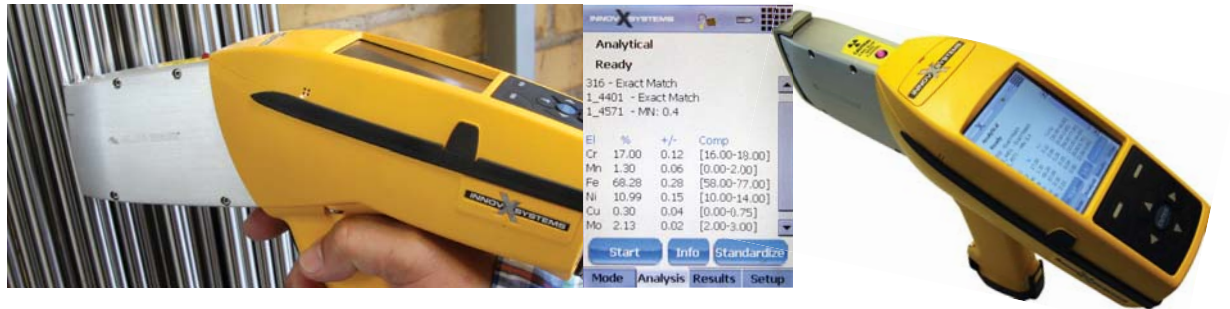 INNOV X SYSTEMS
INNOV X SYSTEMS
Analytical
Ready
316 - Exact Match
1_4401 - Exact Match
1_4571 - MN: 0.4
El % +/- Comp
Cr 17.00 0.12 [16.00-18.00]
Mn 1.30 0.06 [0.00-2.00]
Fe 68.28 0.28 [58.00-77.00]
Ni 10.99 0.15 [10.00-14.00]
Cu 0.30 0.04 [0.00-0.75]
Mo 2.13 0.02 [2.00-3.00]
Start Info Standardize
Mode Analysis Results Setup
INNOV X SYSTEMS
Analytical
Ready